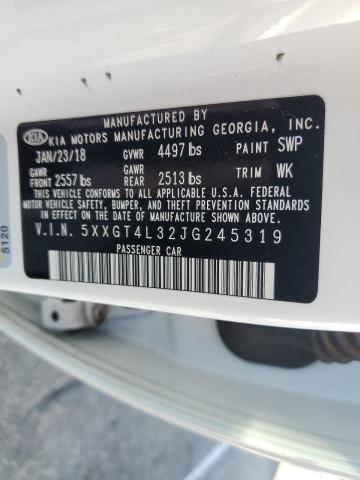 MANUFACTURED BY
KIA KIA MOTORS MANUFACTURING GEORGIA, INC.
JAN/23/18 GVWR 4497 lbs PAINT SWP
GAWR FRONT 2557 lbs GAWR REAR 2513 lbs TRIM WK
THIS VEHICLE CONFORMS TO ALL APPLICABLE U.S.A. FEDERAL
MOTOR VEHICLE SAFETY, BUMPER, AND THEFT PREVENTION STANDARDS
IN EFFECT ON THE DATE OF MANUFACTURE SHOWN ABOVE.
V.I.N. 5XXGT4L32JG245319
PASSENGER CAR
5120